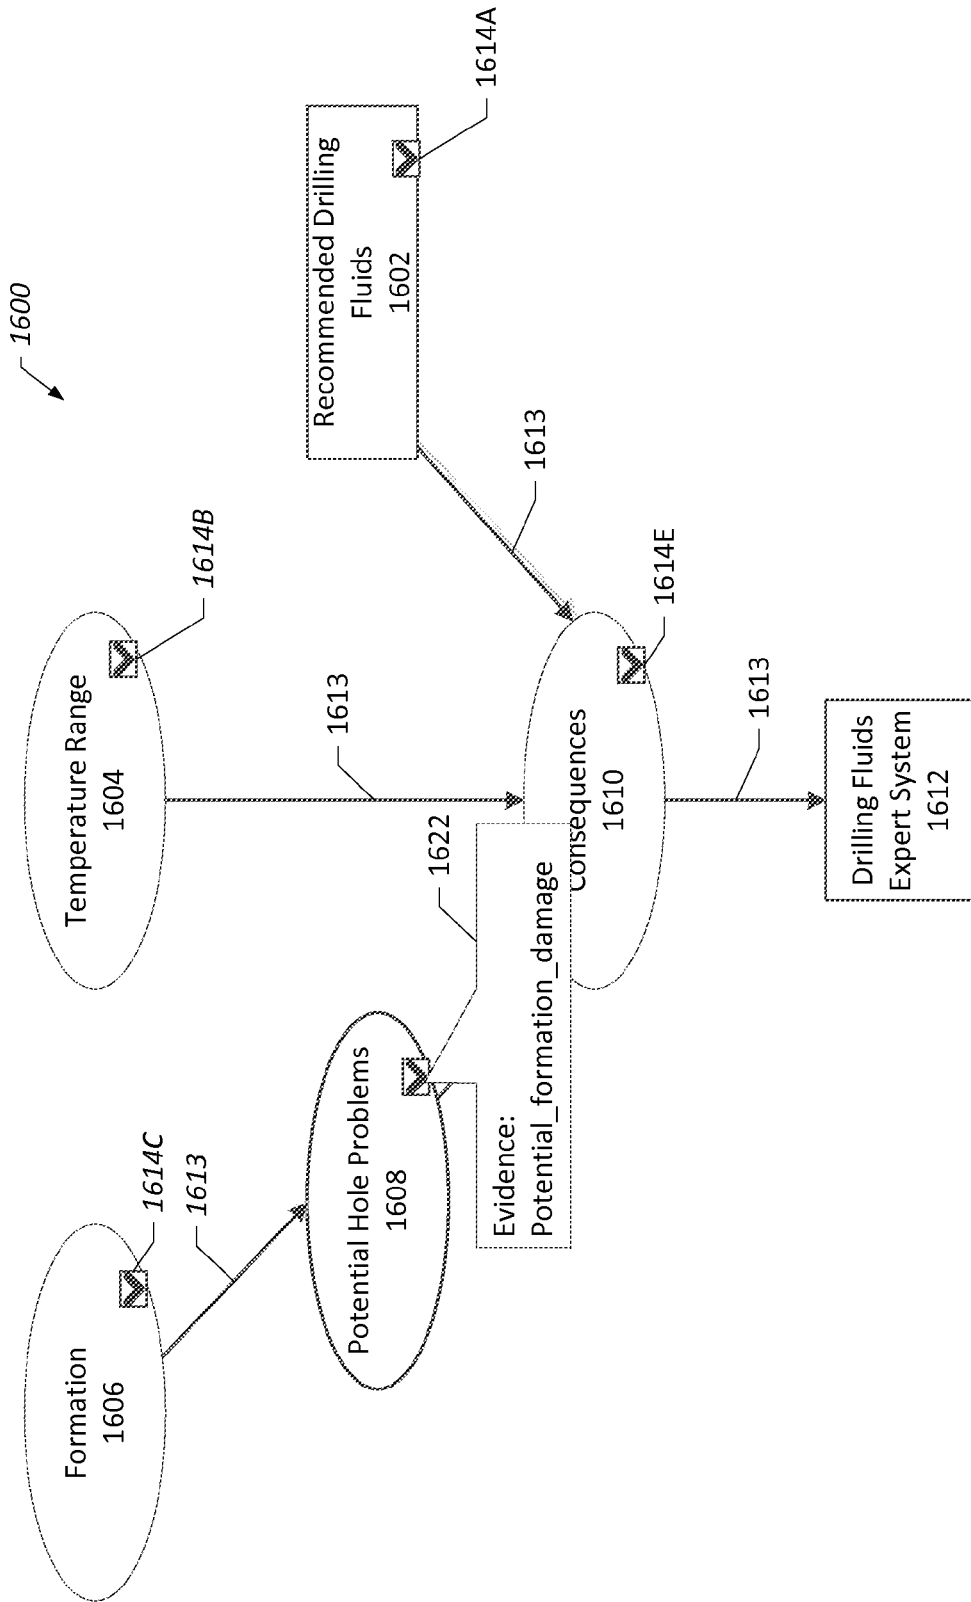 1600
Formation
1606
1614C
1613
Temperature Range
1604
1614B
1613
Recommended Drilling
Fluids
1602
1614A
1613
Potential Hole Problems
1608
1622
Evidence:
Potential_formation_damage
Consequences
1610
1614E
1613
Drilling Fluids
Expert System
1612